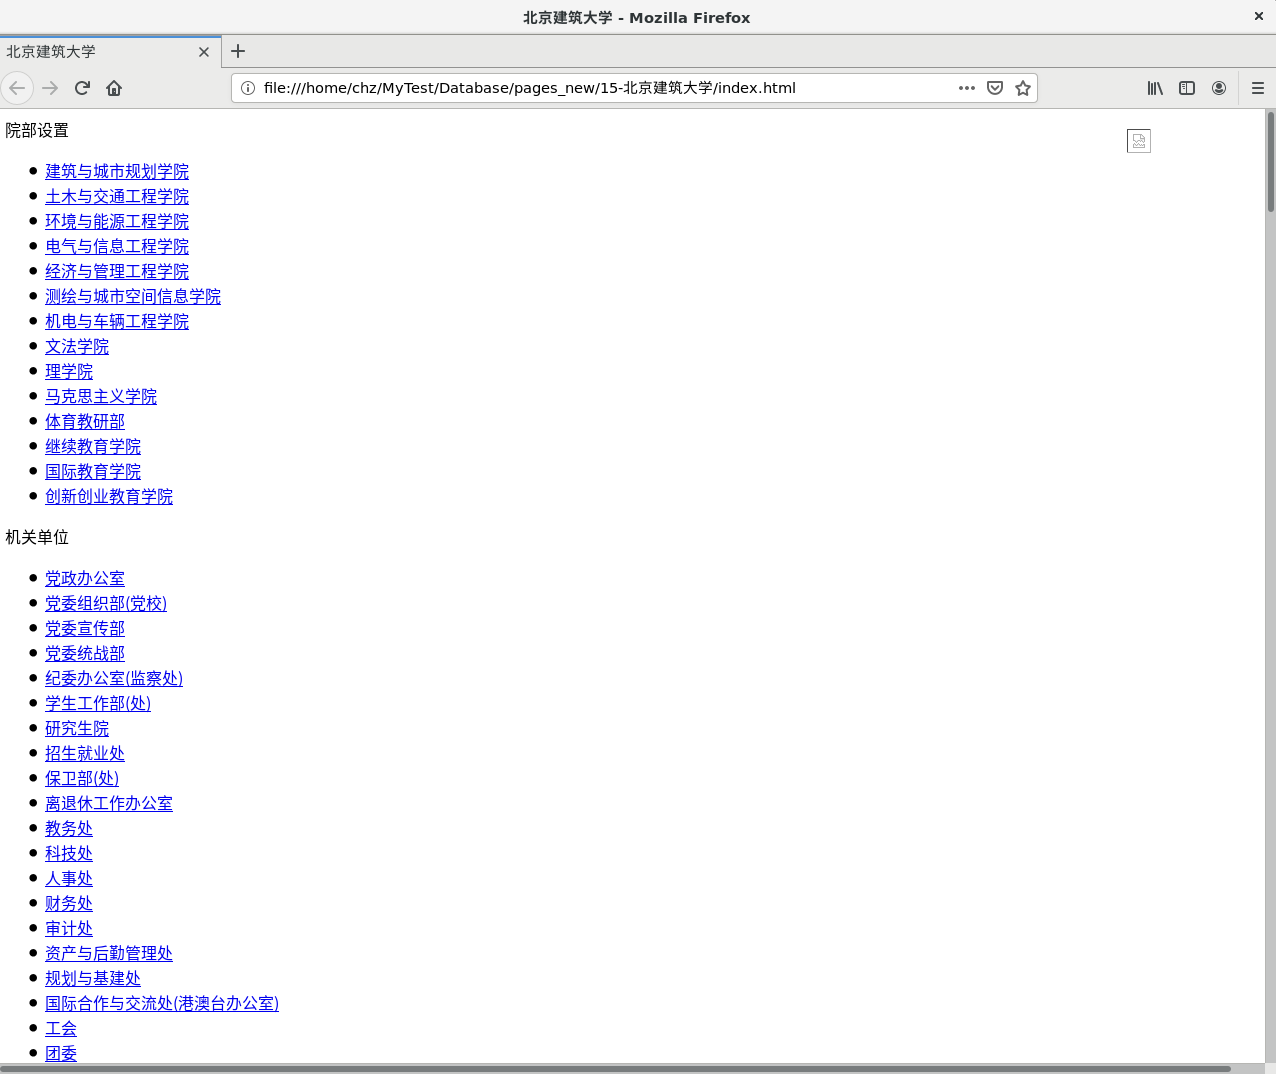 北京建筑大学 - Mozilla Firefox
北京建筑大学
file:///home/chz/MyTest/Database/pages_new/15-北京建筑大学/index.html
院部设置
建筑与城市规划学院
土木与交通工程学院
环境与能源工程学院
电气与信息工程学院
经济与管理工程学院
测绘与城市空间信息学院
机电与车辆工程学院
文法学院
理学院
马克思主义学院
体育教研部
继续教育学院
国际教育学院
创新创业教育学院
机关单位
党政办公室
党委组织部(党校)
党委宣传部
党委统战部
纪委办公室(监察处)
学生工作部(处)
研究生院
招生就业处
保卫部(处)
离退休工作办公室
教务处
科技处
人事处
财务处
审计处
资产与后勤管理处
规划与基建处
国际合作与交流处(港澳台办公室)
工会
团委